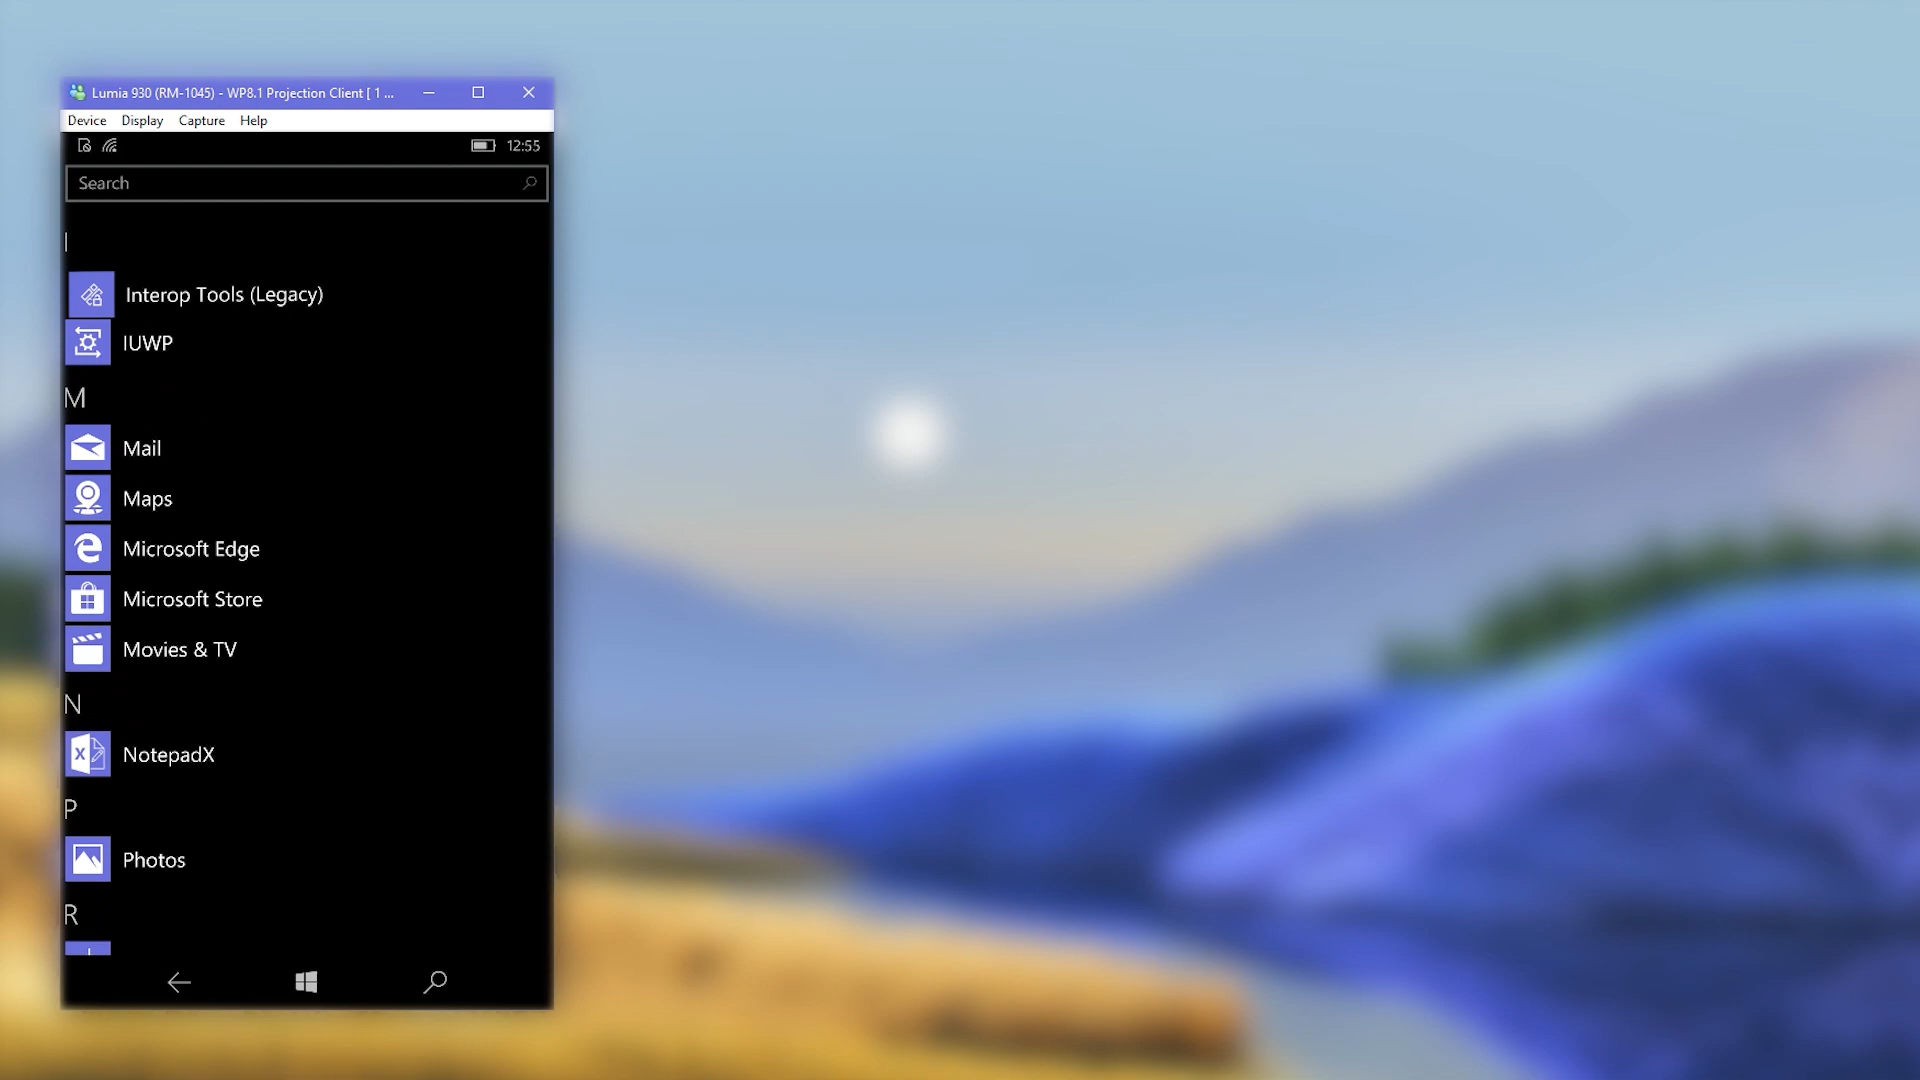 Lumia 930 (RM-1045) - WP8.1 Projection Client [ 1 ...
Device Display Capture Help
12:55
Search
I
Interop Tools (Legacy)
IUWP
M
Mail
Maps
Microsoft Edge
Microsoft Store
Movies & TV
N
NotepadX
P
Photos
R